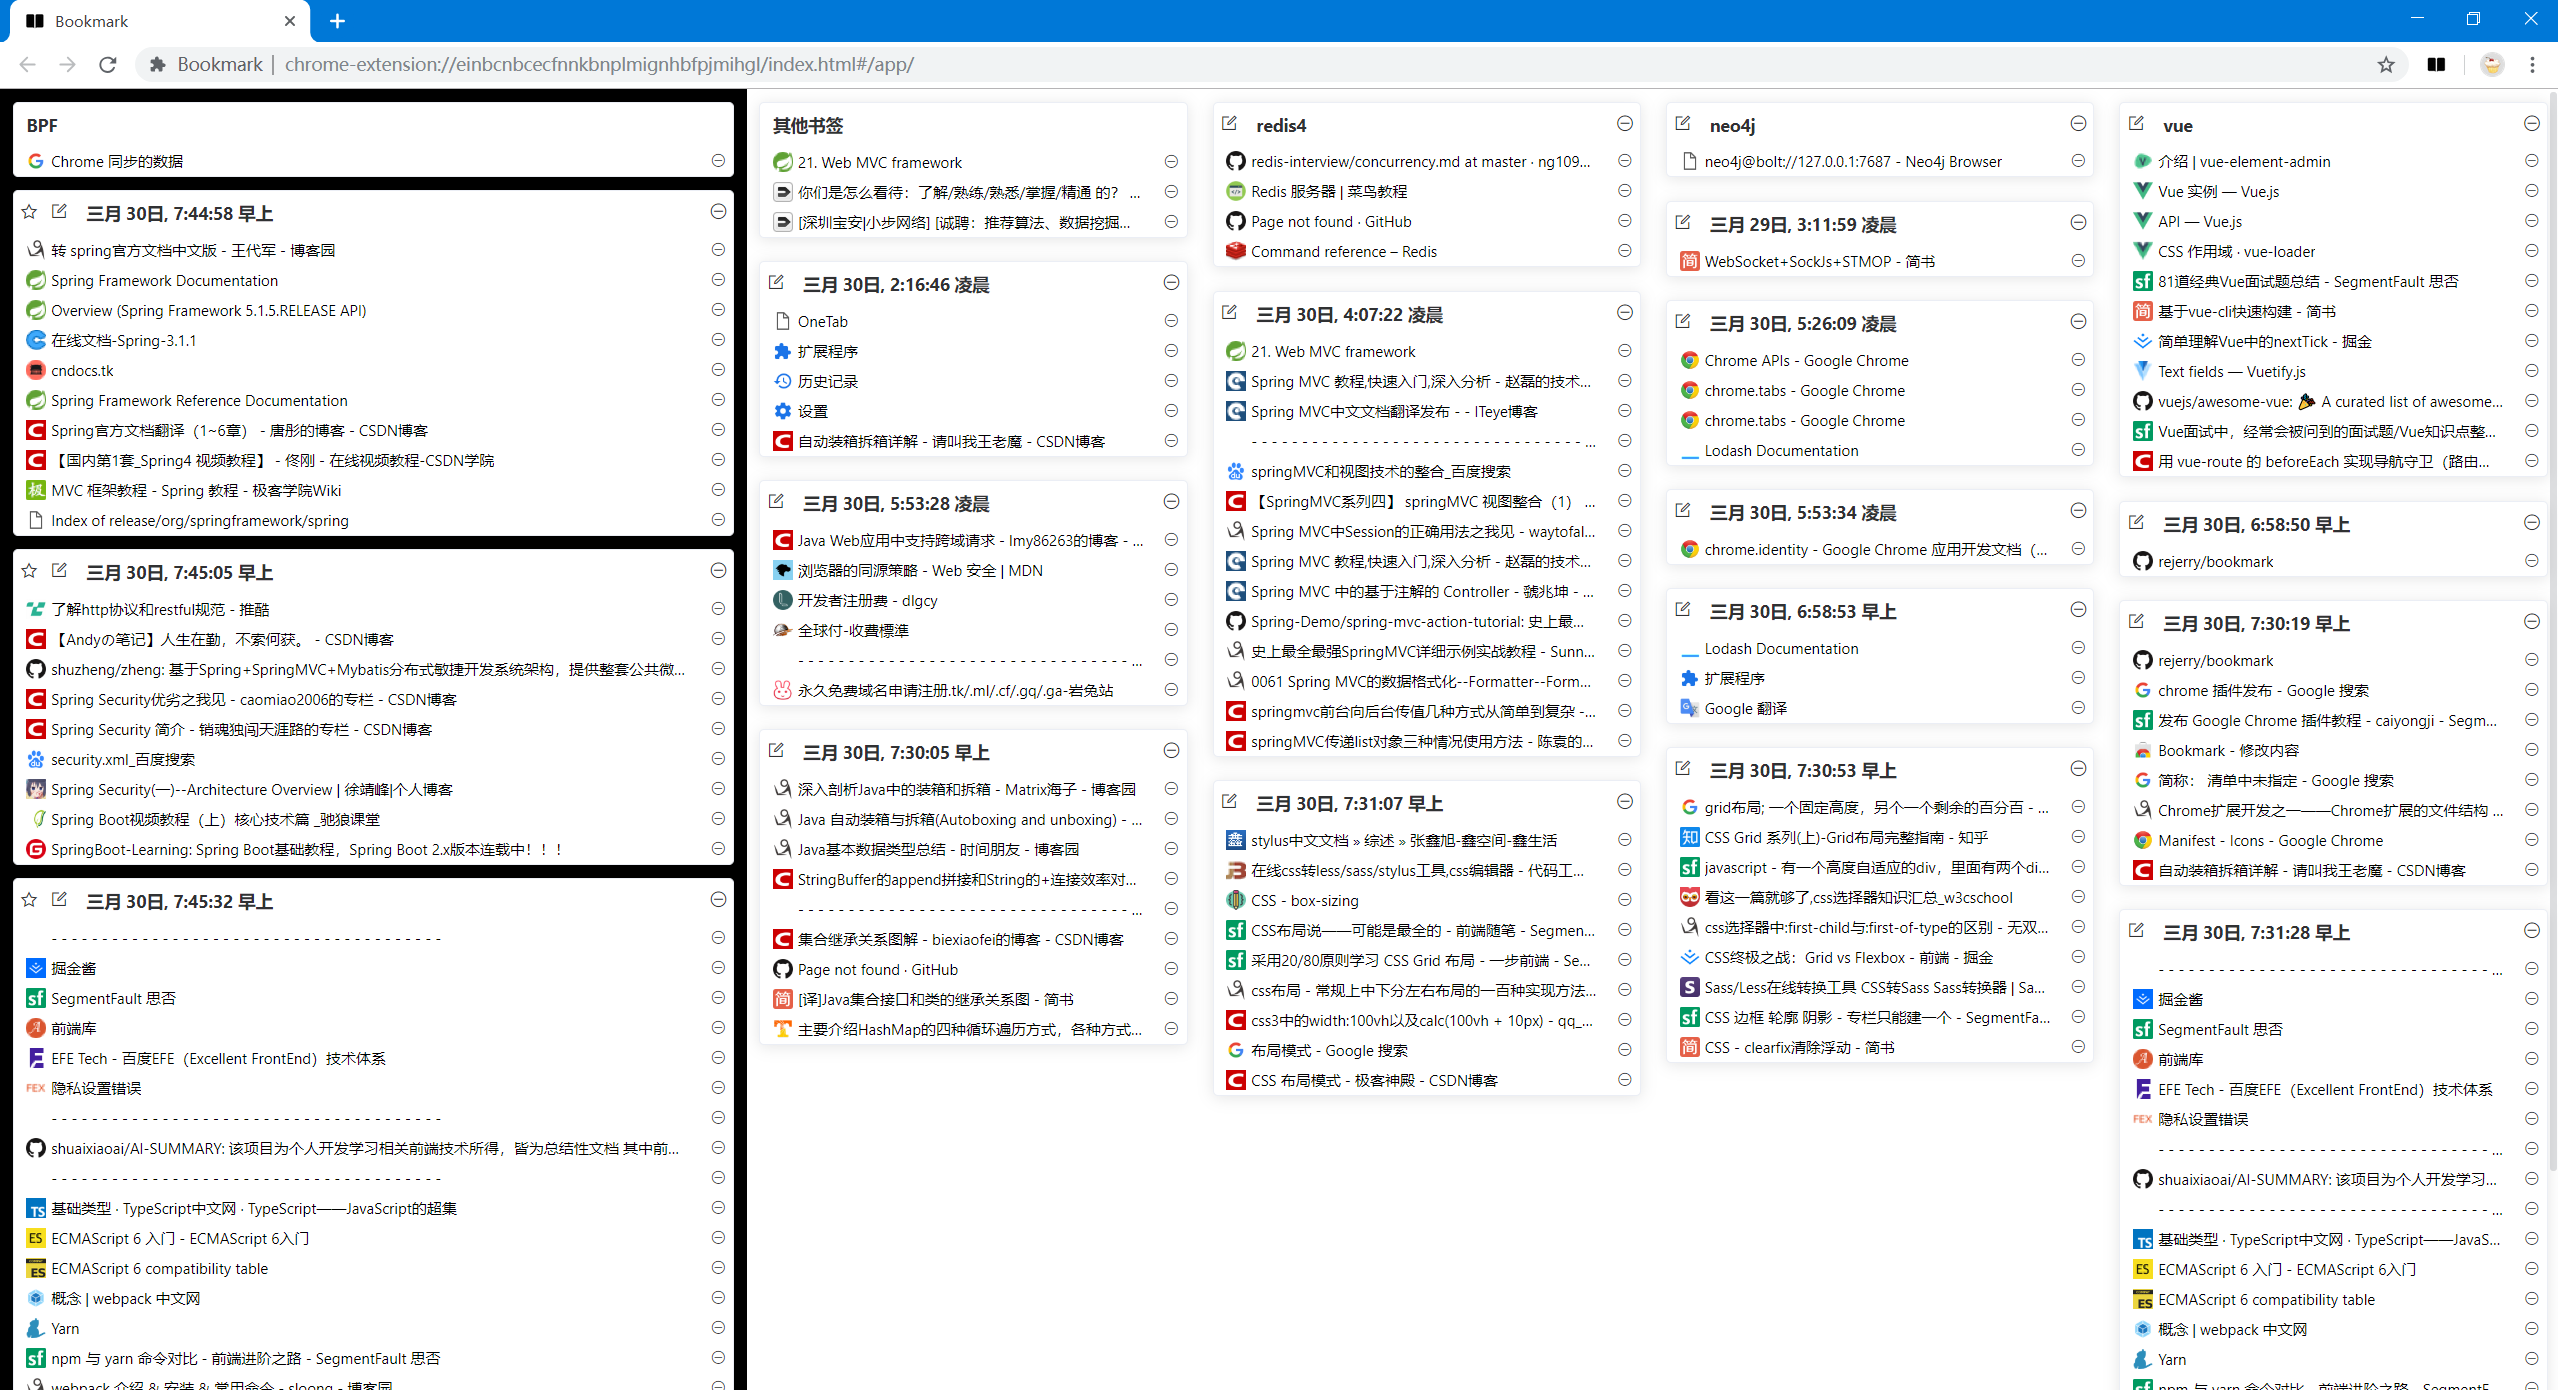 Bookmark
Bookmark | chrome-extension://einbcnbcecfnnkbnplmignhbfpjmihgl/index.html#/app/
BPF
Chrome 同步的数据
三月 30日, 7:44:58 早上
转 spring官方文档中文版 - 王代军 - 博客园
Spring Framework Documentation
Overview (Spring Framework 5.1.5.RELEASE API)
在线文档-Spring-3.1.1
cndocs.tk
Spring Framework Reference Documentation
Spring官方文档翻译（1~6章） - 唐彤的博客 - CSDN博客
【国内第1套_Spring4 视频教程】 - 佟刚 - 在线视频教程-CSDN学院
MVC 框架教程 - Spring 教程 - 极客学院Wiki
Index of release/org/springframework/spring
三月 30日, 7:45:05 早上
了解http协议和restful规范 - 推酷
【Andyの笔记】人生在勤，不索何获。 - CSDN博客
shuzheng/zheng: 基于Spring+SpringMVC+Mybatis分布式敏捷开发系统架构，提供整套公共微...
Spring Security优劣之我见 - caomiao2006的专栏 - CSDN博客
Spring Security 简介 - 销魂独闯天涯路的专栏 - CSDN博客
security.xml_百度搜索
Spring Security(一)--Architecture Overview | 徐靖峰|个人博客
Spring Boot视频教程（上）核心技术篇 _驰狼课堂
SpringBoot-Learning: Spring Boot基础教程，Spring Boot 2.x版本连载中！！！
三月 30日, 7:45:32 早上
- - - - - - - - - - - - - - - - - - - - - - - - - - - - - - - - - - - - - - -
掘金酱
SegmentFault 思否
前端库
EFE Tech - 百度EFE（Excellent FrontEnd）技术体系
隐私设置错误
- - - - - - - - - - - - - - - - - - - - - - - - - - - - - - - - - - - - - - -
shuaixiaoai/AI-SUMMARY: 该项目为个人开发学习相关前端技术所得，皆为总结性文档 其中前...
- - - - - - - - - - - - - - - - - - - - - - - - - - - - - - - - - - - - - - -
基础类型 · TypeScript中文网 · TypeScript——JavaScript的超集
ECMAScript 6 入门 - ECMAScript 6入门
ECMAScript 6 compatibility table
概念 | webpack 中文网
Yarn
npm 与 yarn 命令对比 - 前端进阶之路 - SegmentFault 思否
webpack 介绍 & 安装 & 常用命令 - sloong - 博客园
其他书签
21. Web MVC framework
你们是怎么看待：了解/熟练/熟悉/掌握/精通 的？ ...
[深圳宝安|小步网络] [诚聘：推荐算法、数据挖掘...
三月 30日, 2:16:46 凌晨
OneTab
扩展程序
历史记录
设置
自动装箱拆箱详解 - 请叫我王老魔 - CSDN博客
三月 30日, 5:53:28 凌晨
Java Web应用中支持跨域请求 - lmy86263的博客 - ...
浏览器的同源策略 - Web 安全 | MDN
开发者注册费 - dlgcy
全球付-收費標準
- - - - - - - - - - - - - - - - - - - - - - - - - - - - - - - - - ...
永久免费域名申请注册.tk/.ml/.cf/.gq/.ga-岩兔站
三月 30日, 7:30:05 早上
深入剖析Java中的装箱和拆箱 - Matrix海子 - 博客园
Java 自动装箱与拆箱(Autoboxing and unboxing) - ...
Java基本数据类型总结 - 时间朋友 - 博客园
StringBuffer的append拼接和String的+连接效率对...
- - - - - - - - - - - - - - - - - - - - - - - - - - - - - - - - - ...
集合继承关系图解 - biexiaofei的博客 - CSDN博客
Page not found · GitHub
[译]Java集合接口和类的继承关系图 - 简书
主要介绍HashMap的四种循环遍历方式，各种方式...
redis4
redis-interview/concurrency.md at master · ng109...
Redis 服务器 | 菜鸟教程
Page not found · GitHub
Command reference – Redis
三月 30日, 4:07:22 凌晨
21. Web MVC framework
Spring MVC 教程,快速入门,深入分析 - 赵磊的技术...
Spring MVC中文文档翻译发布 - - ITeye博客
- - - - - - - - - - - - - - - - - - - - - - - - - - - - - - - - - ...
springMVC和视图技术的整合_百度搜索
【SpringMVC系列四】 springMVC 视图整合（1） ...
Spring MVC中Session的正确用法之我见 - waytofal...
Spring MVC 教程,快速入门,深入分析 - 赵磊的技术...
Spring MVC 中的基于注解的 Controller - 虢兆坤 - ...
Spring-Demo/spring-mvc-action-tutorial: 史上最...
史上最全最强SpringMVC详细示例实战教程 - Sunn...
0061 Spring MVC的数据格式化--Formatter--Form...
springmvc前台向后台传值几种方式从简单到复杂 -...
springMVC传递list对象三种情况使用方法 - 陈袁的...
三月 30日, 7:31:07 早上
stylus中文文档 » 综述 » 张鑫旭-鑫空间-鑫生活
在线css转less/sass/stylus工具,css编辑器 - 代码工...
CSS - box-sizing
CSS布局说——可能是最全的 - 前端随笔 - Segmen...
采用20/80原则学习 CSS Grid 布局 - 一步前端 - Se...
css布局 - 常规上中下分左右布局的一百种实现方法...
css3中的width:100vh以及calc(100vh + 10px) - qq_...
布局模式 - Google 搜索
CSS 布局模式 - 极客神殿 - CSDN博客
neo4j
neo4j@bolt://127.0.0.1:7687 - Neo4j Browser
三月 29日, 3:11:59 凌晨
WebSocket+SockJs+STMOP - 简书
三月 30日, 5:26:09 凌晨
Chrome APIs - Google Chrome
chrome.tabs - Google Chrome
chrome.tabs - Google Chrome
Lodash Documentation
三月 30日, 5:53:34 凌晨
chrome.identity - Google Chrome 应用开发文档（...
三月 30日, 6:58:53 早上
Lodash Documentation
扩展程序
Google 翻译
三月 30日, 7:30:53 早上
grid布局; 一个固定高度，另个一个剩余的百分百 - ...
CSS Grid 系列(上)-Grid布局完整指南 - 知乎
javascript - 有一个高度自适应的div，里面有两个di...
看这一篇就够了,css选择器知识汇总_w3cschool
css选择器中:first-child与:first-of-type的区别 - 无双...
CSS终极之战：Grid vs Flexbox - 前端 - 掘金
Sass/Less在线转换工具 CSS转Sass Sass转换器 | Sa...
CSS 边框 轮廓 阴影 - 专栏只能建一个 - SegmentFa...
CSS - clearfix清除浮动 - 简书
vue
介绍 | vue-element-admin
Vue 实例 — Vue.js
API — Vue.js
CSS 作用域 · vue-loader
81道经典Vue面试题总结 - SegmentFault 思否
基于vue-cli快速构建 - 简书
简单理解Vue中的nextTick - 掘金
Text fields — Vuetify.js
vuejs/awesome-vue: 🎉 A curated list of awesome...
Vue面试中，经常会被问到的面试题/Vue知识点整...
用 vue-route 的 beforeEach 实现导航守卫（路由...
三月 30日, 6:58:50 早上
rejerry/bookmark
三月 30日, 7:30:19 早上
rejerry/bookmark
chrome 插件发布 - Google 搜索
发布 Google Chrome 插件教程 - caiyongji - Segm...
Bookmark - 修改内容
简称： 清单中未指定 - Google 搜索
Chrome扩展开发之一——Chrome扩展的文件结构 ...
Manifest - Icons - Google Chrome
自动装箱拆箱详解 - 请叫我王老魔 - CSDN博客
三月 30日, 7:31:28 早上
- - - - - - - - - - - - - - - - - - - - - - - - - - - - - - - - - ...
掘金酱
SegmentFault 思否
前端库
EFE Tech - 百度EFE（Excellent FrontEnd）技术体系
隐私设置错误
- - - - - - - - - - - - - - - - - - - - - - - - - - - - - - - - - ...
shuaixiaoai/AI-SUMMARY: 该项目为个人开发学习...
- - - - - - - - - - - - - - - - - - - - - - - - - - - - - - - - - ...
基础类型 · TypeScript中文网 · TypeScript——JavaS...
ECMAScript 6 入门 - ECMAScript 6入门
ECMAScript 6 compatibility table
概念 | webpack 中文网
Yarn
npm 与 yarn 命令对比 - 前端进阶之路 - SegmentF...